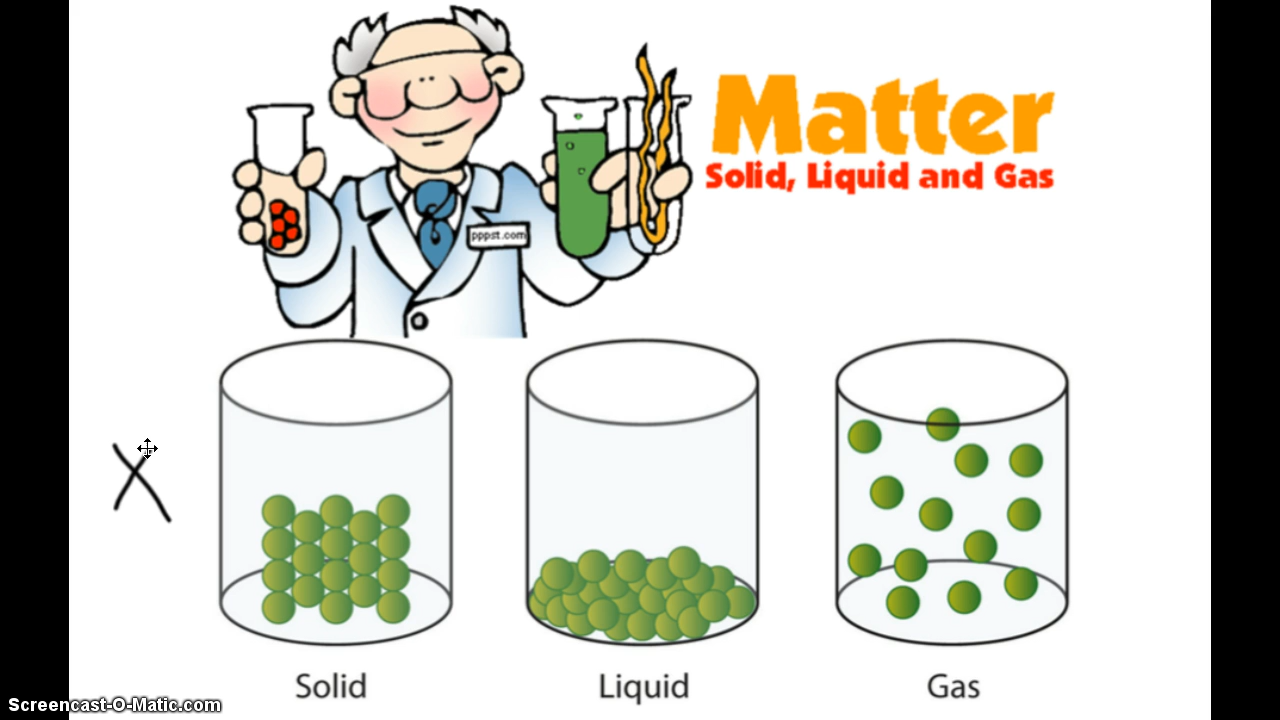 Matter
Solid, Liquid and Gas
pppst.com
X
Solid
Liquid
Gas
Screencast-O-Matic.com